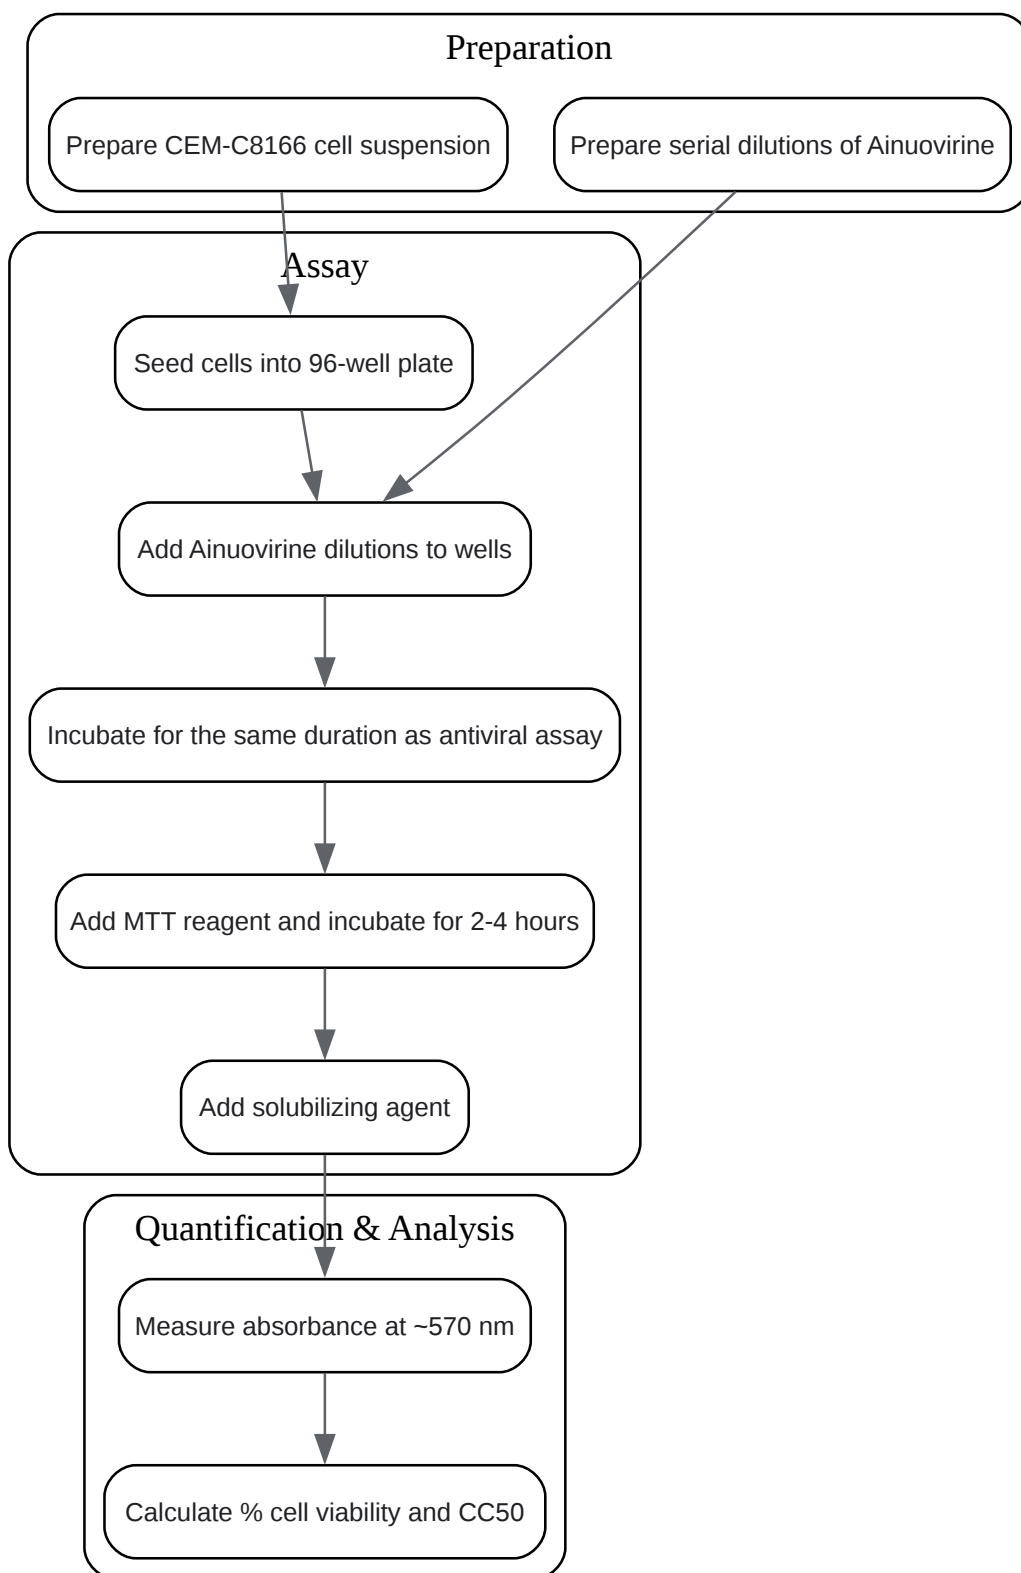 Preparation
Prepare CEM-C8166 cell suspension
Prepare serial dilutions of Ainuovirine
Assay
Seed cells into 96-well plate
Add Ainuovirine dilutions to wells
Incubate for the same duration as antiviral assay
Add MTT reagent and incubate for 2-4 hours
Add solubilizing agent
Quantification & Analysis
Measure absorbance at ~570 nm
Calculate % cell viability and CC50